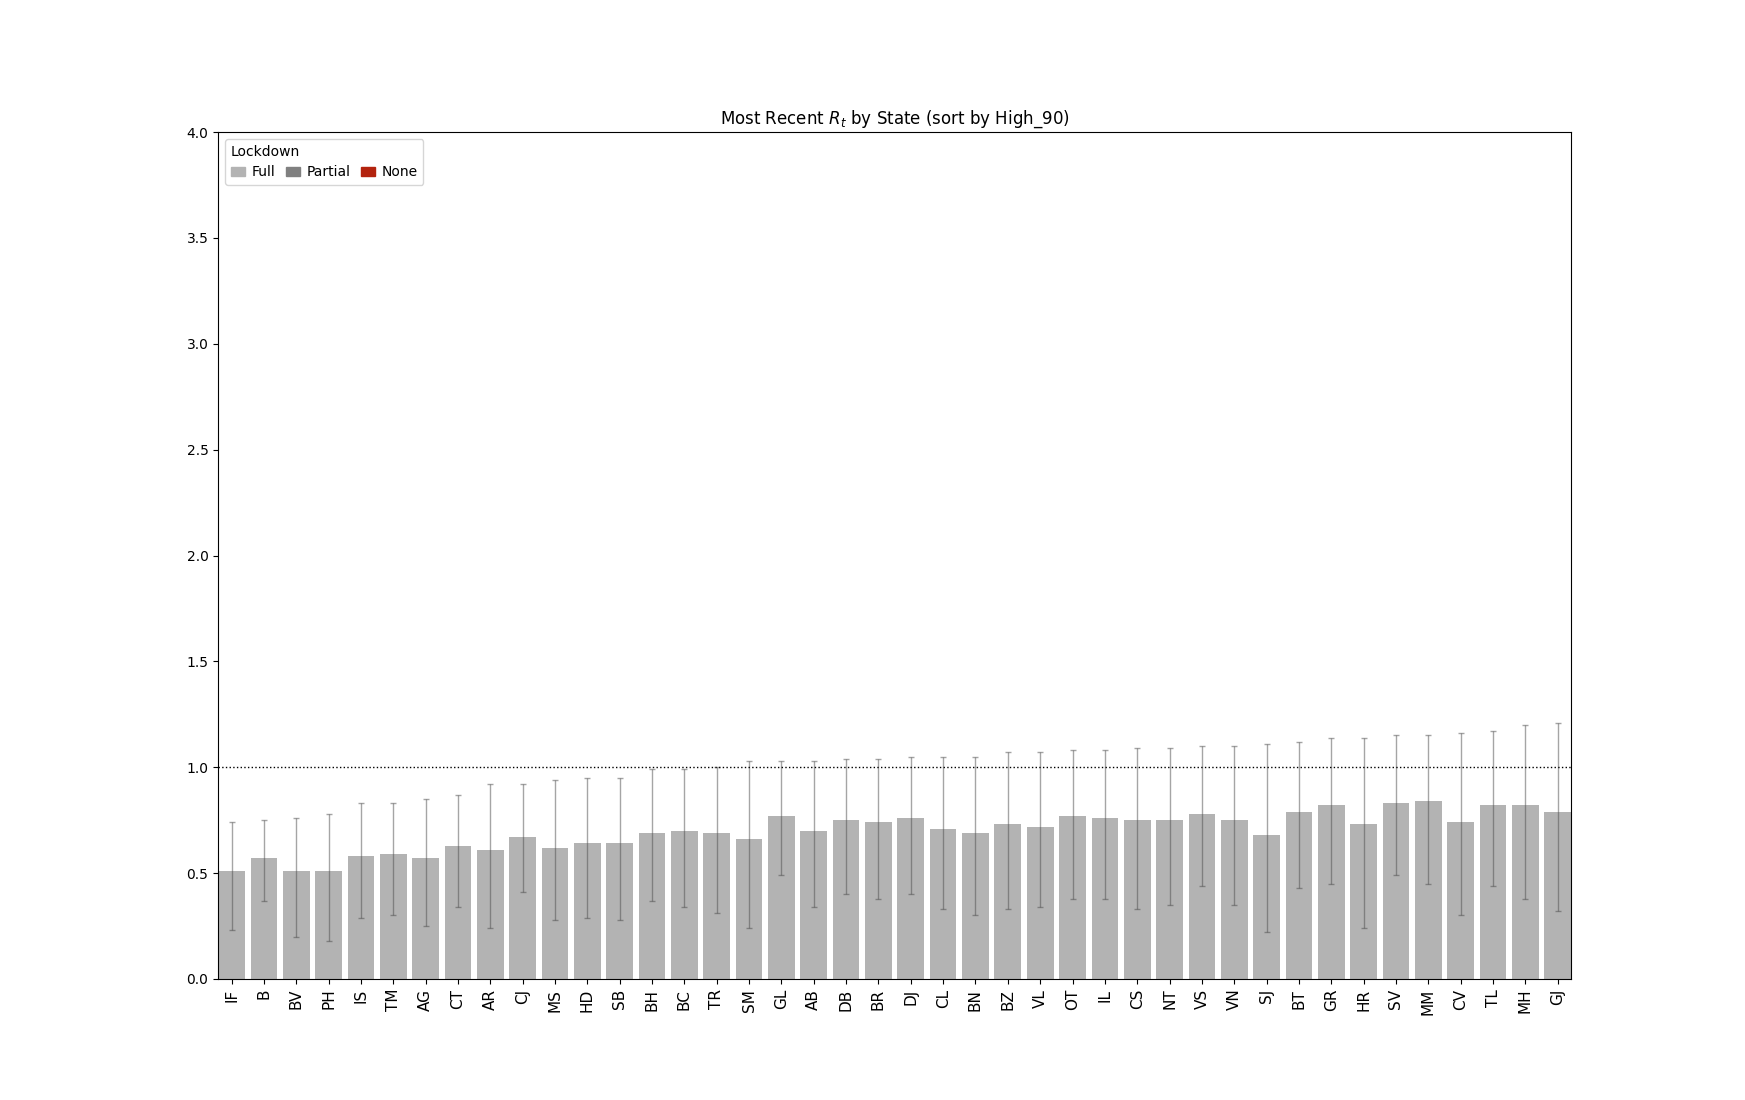 Most Recent R_t by State (sort by High_90)
Lockdown
Full Partial None
4.0
3.5
3.0
2.5
2.0
1.5
1.0
0.5
0.0
IF B BV PH IS TM AG CT AR CJ MS HD SB BH BC TR SM GL AB DB BR DJ CL BN BZ VL OT IL CS NT VS VN SJ BT GR HR SV MM CV TL MH GJ